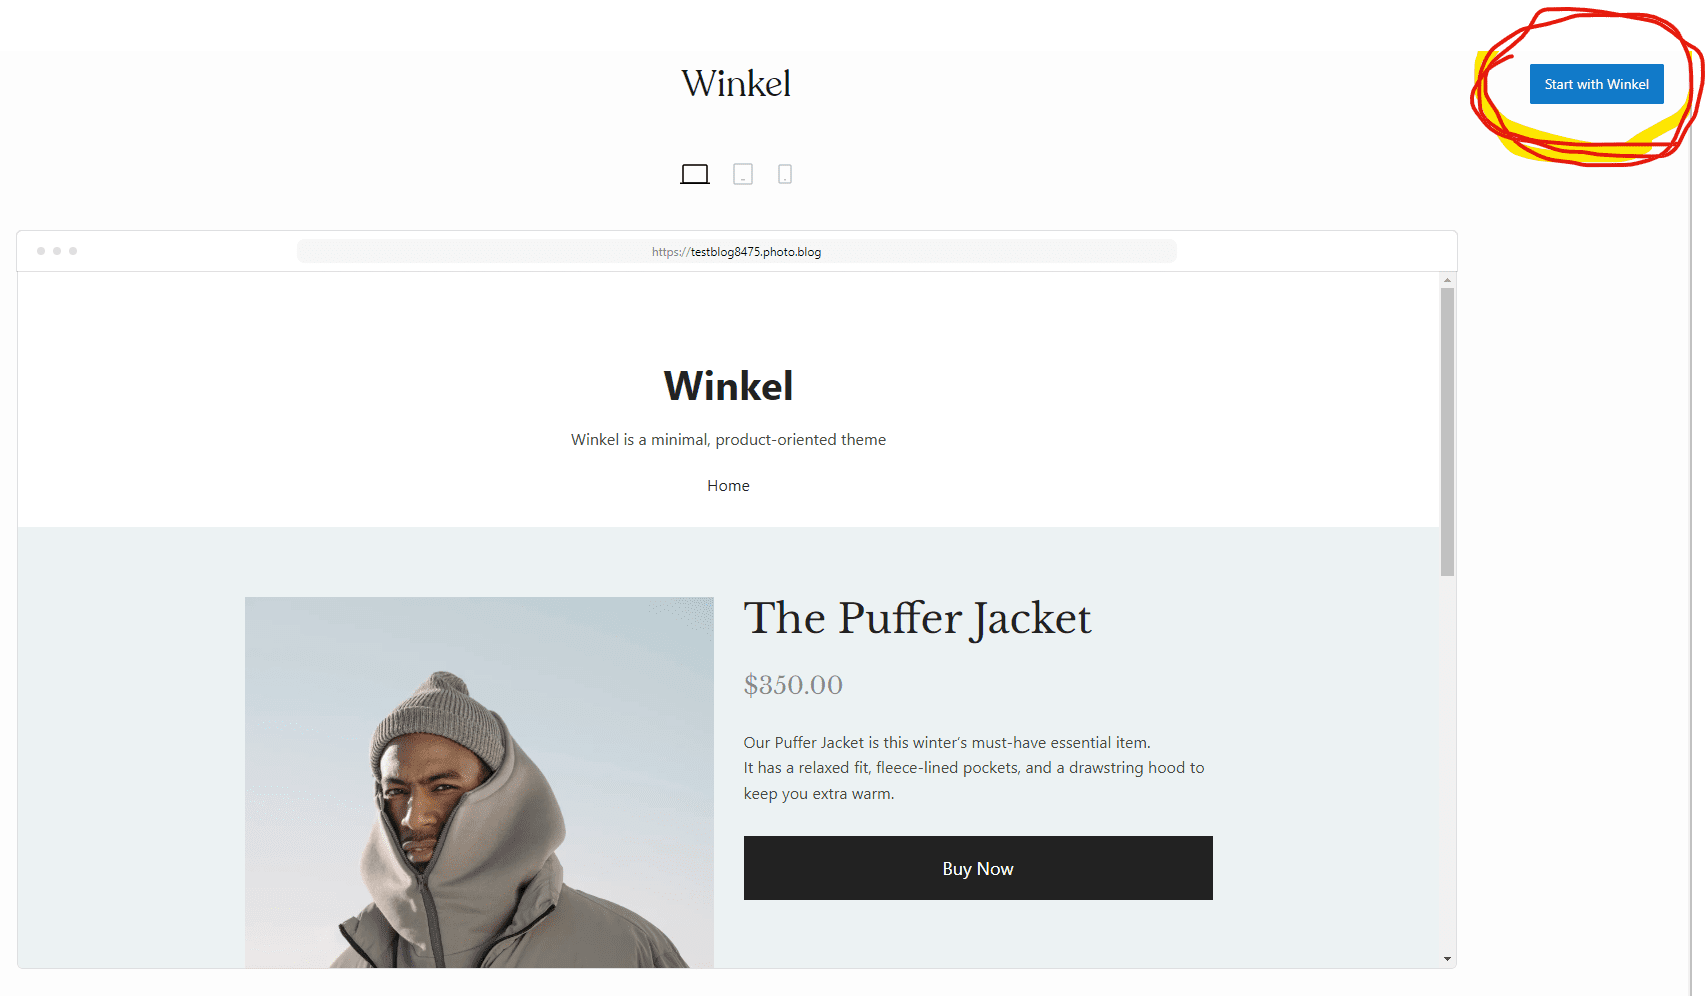 Winkel
Start with Winkel
https://testblog8475.photo.blog
Winkel
Winkel is a minimal, product-oriented theme
Home
The Puffer Jacket
$350.00
Our Puffer Jacket is this winter's must-have essential item.
It has a relaxed fit, fleece-lined pockets, and a drawstring hood to
keep you extra warm.
Buy Now